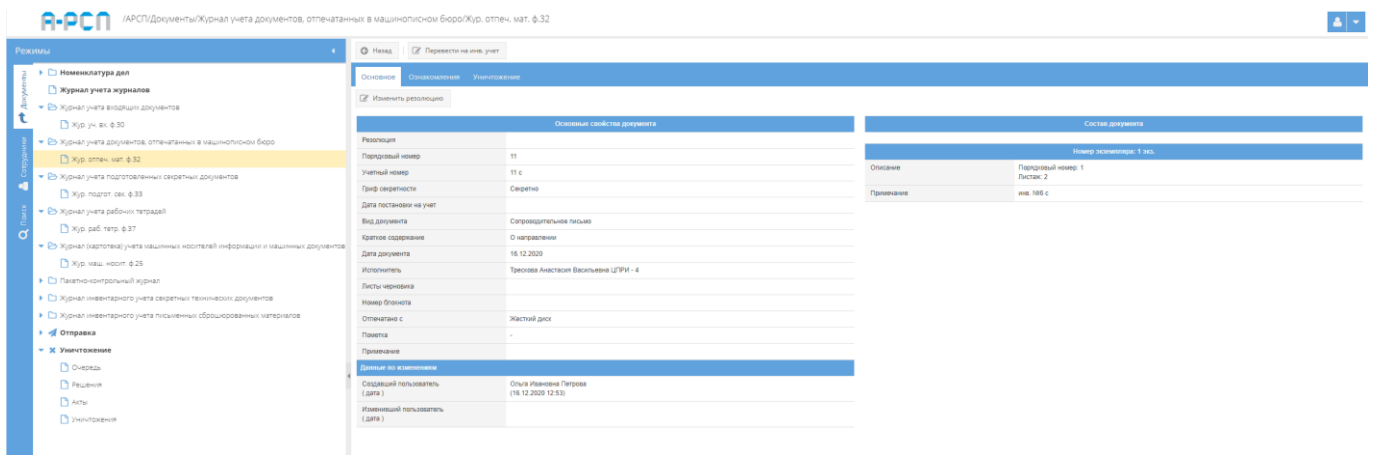 А-РСП
/АРСП/Документы/Журнал учета документов, отпечатанных в машинописном бюро/Жур. отпеч. мат. ф.32
Режимы
Документы
Сотрудники
Поиск
Номенклатура дел
Журнал учета журналов
Журнал учета входящих документов
Жур. уч. вх. ф.30
Журнал учета документов, отпечатанных в машинописном бюро
Жур. отпеч. мат. ф.32
Журнал учета подготовленных секретных документов
Жур. подгот. сек. ф.33
Журнал учета рабочих тетрадей
Жур. раб. тетр. ф.37
Журнал (картотека) учета машинных носителей информации и машинных документов
Жур. маш. носит. ф.25
Пакетно-контрольный журнал
Журнал инвентарного учета секретных технических документов
Журнал инвентарного учета письменных сброшюрованных материалов
Отправка
Уничтожение
Очередь
Решения
Акты
Уничтожения
Назад
Перевести на инв. учет
Основное Ознакомления Уничтожение
Изменить резолюцию
Основные свойства документа
Резолюция
Порядковый номер 11
Учетный номер 11 с
Гриф секретности Секретно
Дата постановки на учет
Вид документа Сопроводительное письмо
Краткое содержание О направлении
Дата документа 16.12.2020
Исполнитель Трескова Анастасия Васильевна ЦПРИ - 4
Листы черновика
Номер блокнота
Отпечатано с Жесткий диск
Пометка -
Примечание
Данные по изменениям
Создавший пользователь Ольга Ивановна Петрова
( дата ) (16.12.2020 12:53)
Изменивший пользователь
( дата )
Состав документа
Номер экземпляра: 1 экз.
Описание Порядковый номер: 1
Листаж: 2
Примечание инв. №6 с